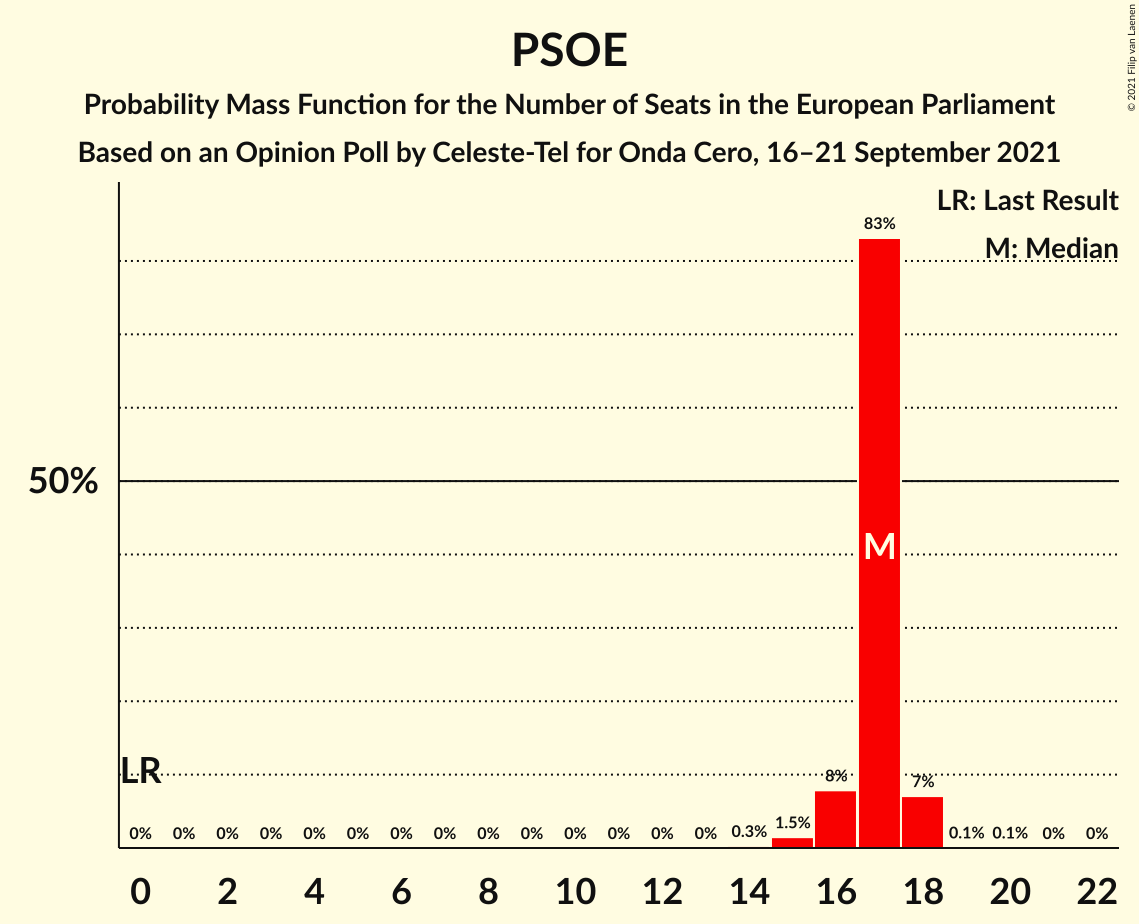 PSOE
Probability Mass Function for the Number of Seats in the European Parliament
Based on an Opinion Poll by Celeste-Tel for Onda Cero, 16–21 September 2021
© 2021 Filip van Laenen
LR: Last Result
M: Median
83%
50%
M
LR
8%
7%
0% 0% 0% 0% 0% 0% 0% 0% 0% 0% 0% 0% 0% 0% 0.3% 1.5% 0.1% 0.1% 0% 0%
0 2 4 6 8 10 12 14 16 18 20 22